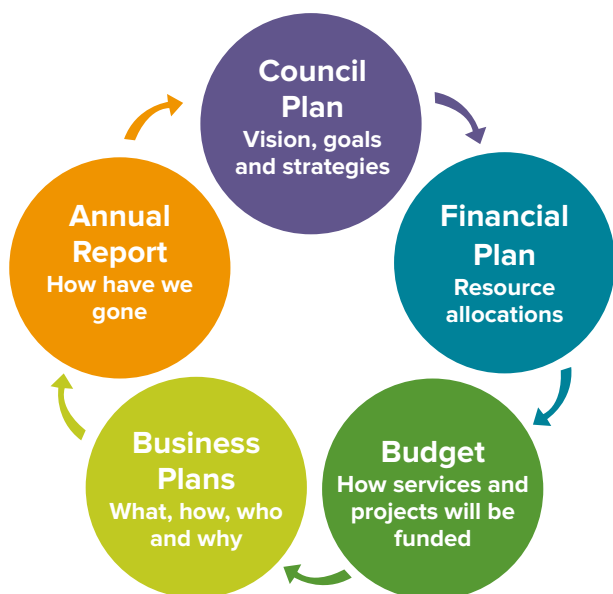 Council
Plan
Vision, goals
and strategies
Financial
Plan
Resource
allocations
Budget
How services and
projects will be
funded
Business
Plans
What, how, who
and why
Annual
Report
How have we
gone